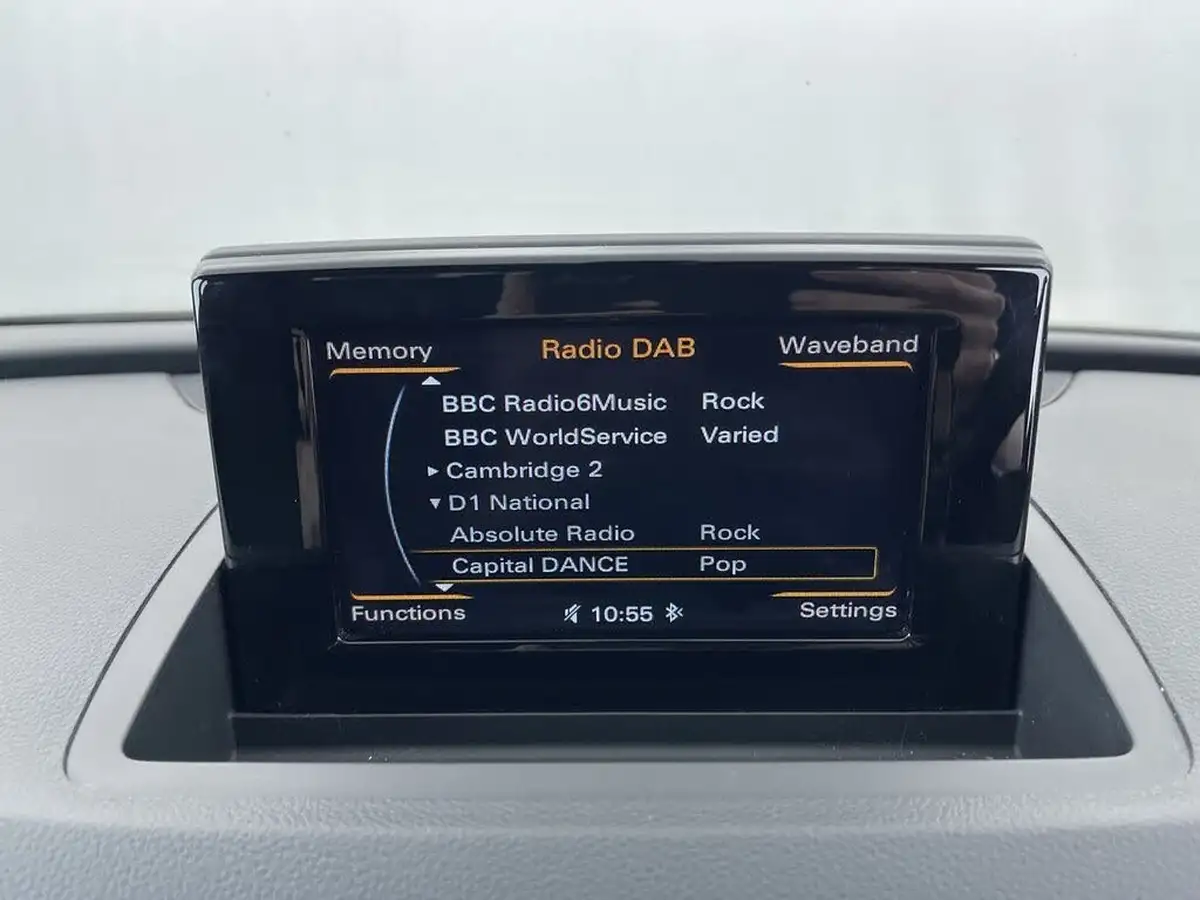 Memory Radio DAB Waveband
BBC Radio6Music Rock
BBC WorldService Varied
Cambridge 2
D1 National
Absolute Radio Rock
Capital DANCE Pop
Functions 10:55 Settings